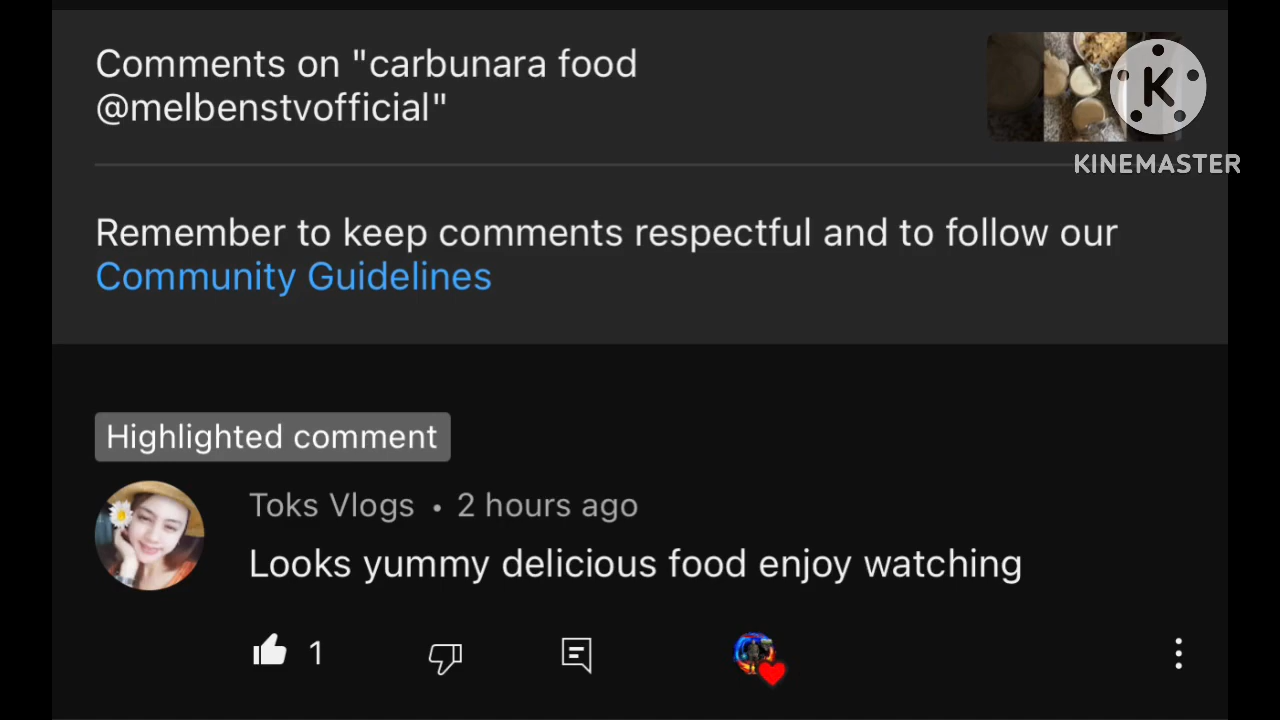 Comments on "carbunara food
@melbenstvofficial"
K
KINEMASTER
Remember to keep comments respectful and to follow our
Community Guidelines
Highlighted comment
Toks Vlogs • 2 hours ago
Looks yummy delicious food enjoy watching
1